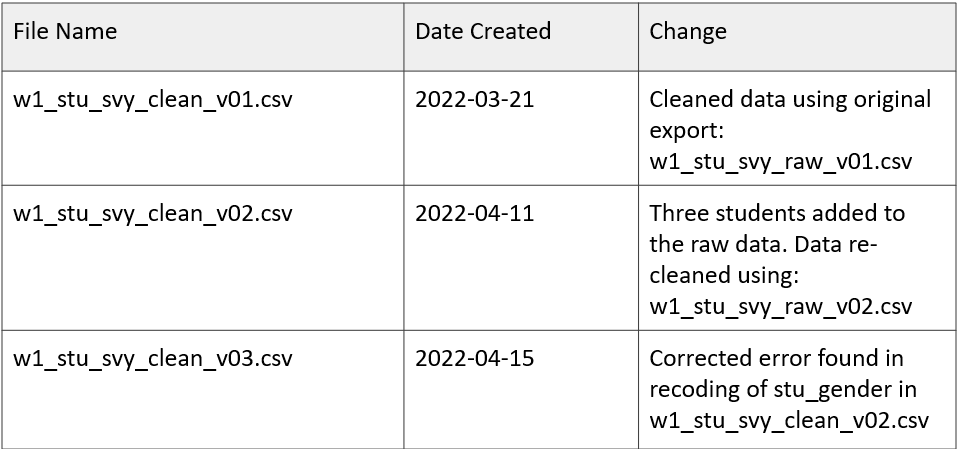 File Name Date Created Change
w1_stu_svy_clean_v01.csv 2022-03-21 Cleaned data using original
export:
w1_stu_svy_raw_v01.csv
w1_stu_svy_clean_v02.csv 2022-04-11 Three students added to
the raw data. Data re-
cleaned using:
w1_stu_svy_raw_v02.csv
w1_stu_svy_clean_v03.csv 2022-04-15 Corrected error found in
recoding of stu_gender in
w1_stu_svy_clean_v02.csv